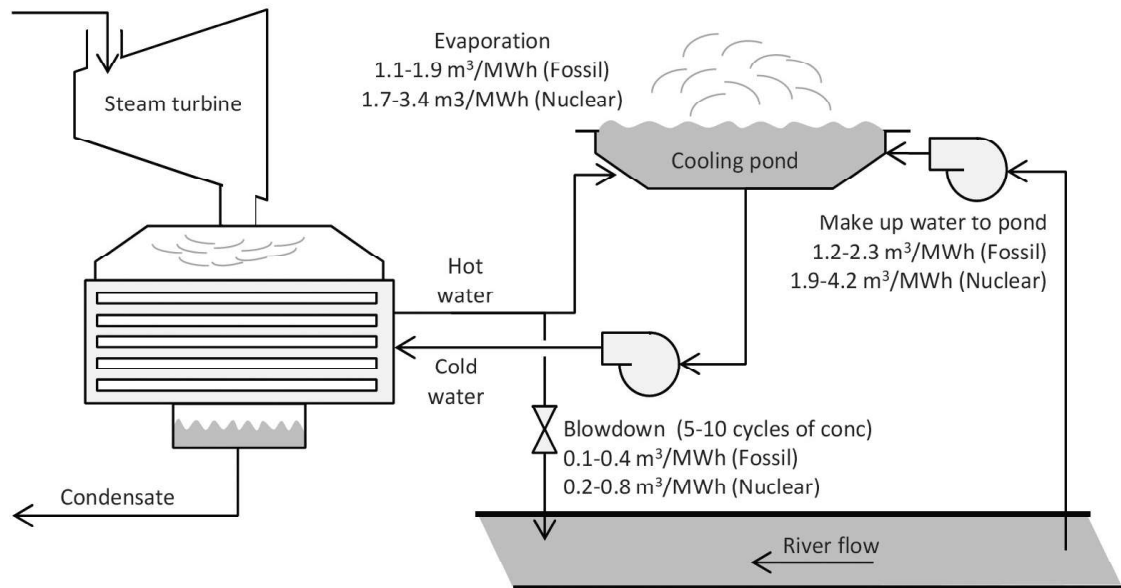 Evaporation
1.1-1.9 m³/MWh (Fossil)
1.7-3.4 m3/MWh (Nuclear)
Steam turbine
Cooling pond
Make up water to pond
1.2-2.3 m³/MWh (Fossil)
1.9-4.2 m³/MWh (Nuclear)
Hot
water
Cold
water
Blowdown (5-10 cycles of conc)
0.1-0.4 m³/MWh (Fossil)
0.2-0.8 m³/MWh (Nuclear)
Condensate
River flow